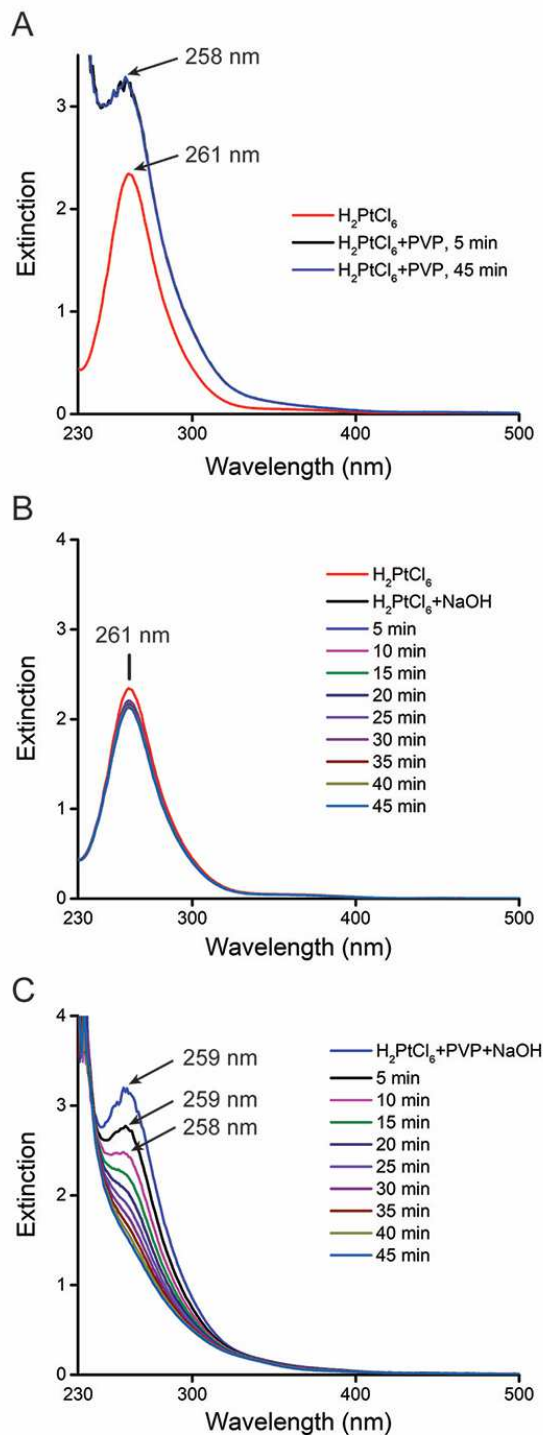 A
258 nm
261 nm
H₂PtCl₆
H₂PtCl₆+PVP, 5 min
H₂PtCl₆+PVP, 45 min
Extinction
3
2
1
0
230
300
400
500
Wavelength (nm)
B
4
3
2
1
0
Extinction
261 nm
H₂PtCl₆
H₂PtCl₆+NaOH
5 min
10 min
15 min
20 min
25 min
30 min
35 min
40 min
45 min
230
300
400
500
Wavelength (nm)
C
4
3
2
1
0
Extinction
259 nm
259 nm
258 nm
H₂PtCl₆+PVP+NaOH
5 min
10 min
15 min
20 min
25 min
30 min
35 min
40 min
45 min
230
300
400
500
Wavelength (nm)